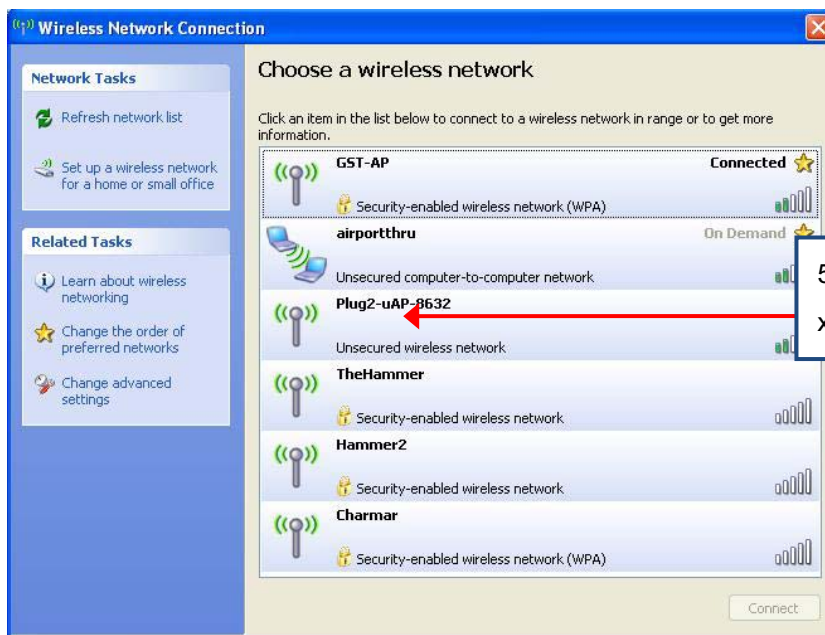 Wireless Network Connection
Network Tasks
Refresh network list
Set up a wireless network
for a home or small office
Related Tasks
Learn about wireless
networking
Change the order of
preferred networks
Change advanced
settings
Choose a wireless network
Click an item in the list below to connect to a wireless network in range or to get more
information.
GST-AP Connected
Security-enabled wireless network (WPA)
airportthru On Demand
Unsecured computer-to-computer network
Plug2-uAP-8632
Unsecured wireless network
TheHammer
Security-enabled wireless network
Hammer2
Security-enabled wireless network
Charmar
Security-enabled wireless network (WPA)
Connect
5
x